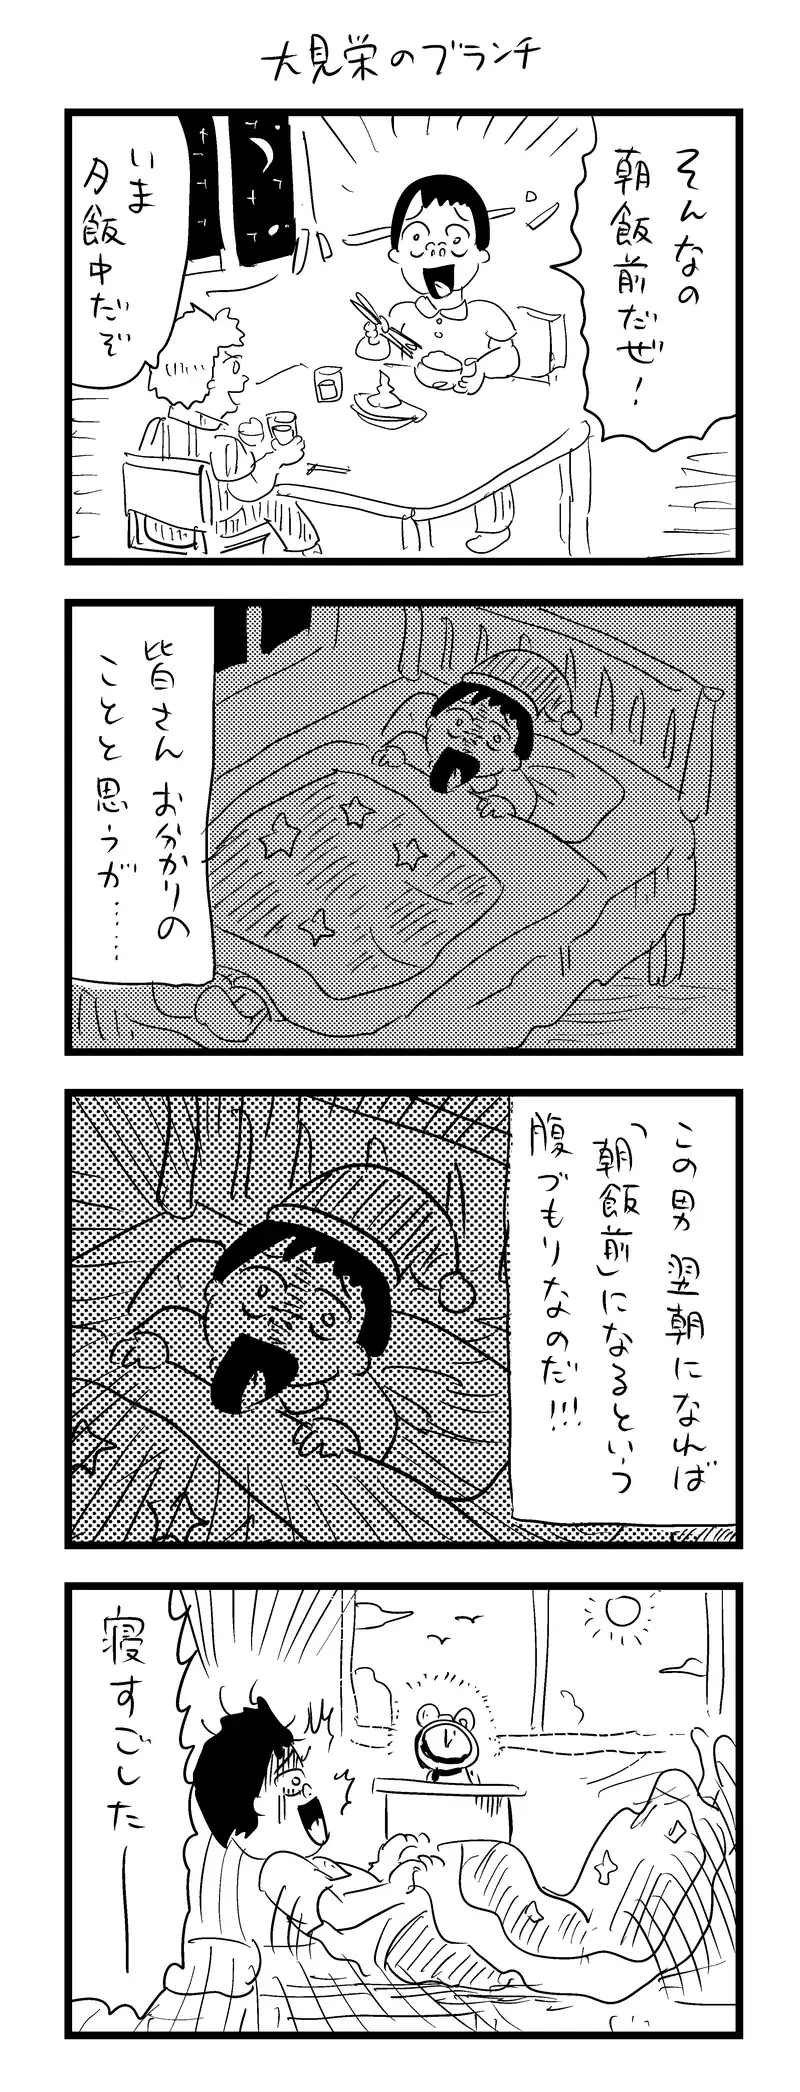 大見栄のブランチ
そんなの
朝飯前だぜ!
いま
夕飯中だぞ
皆さん お分かりの
ことと思うが……
この男 翌朝になれば
「朝飯前」になるという
腹づもりなのだ!!!
寝すごしたー